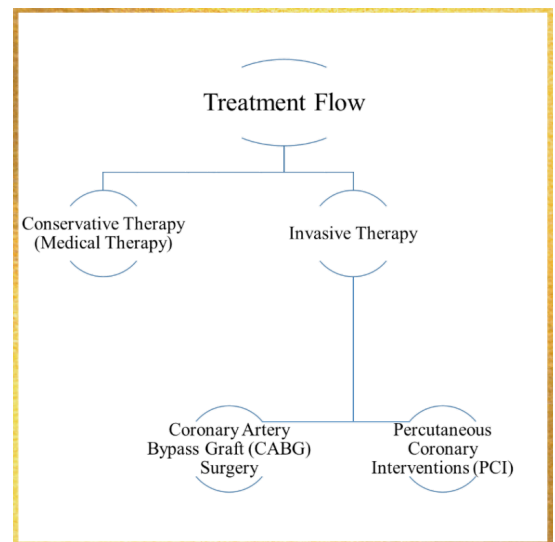 Treatment Flow
Conservative Therapy
(Medical Therapy)
Invasive Therapy
Coronary Artery
Bypass Graft (CABG)
Surgery
Percutaneous
Coronary
Interventions (PCI)